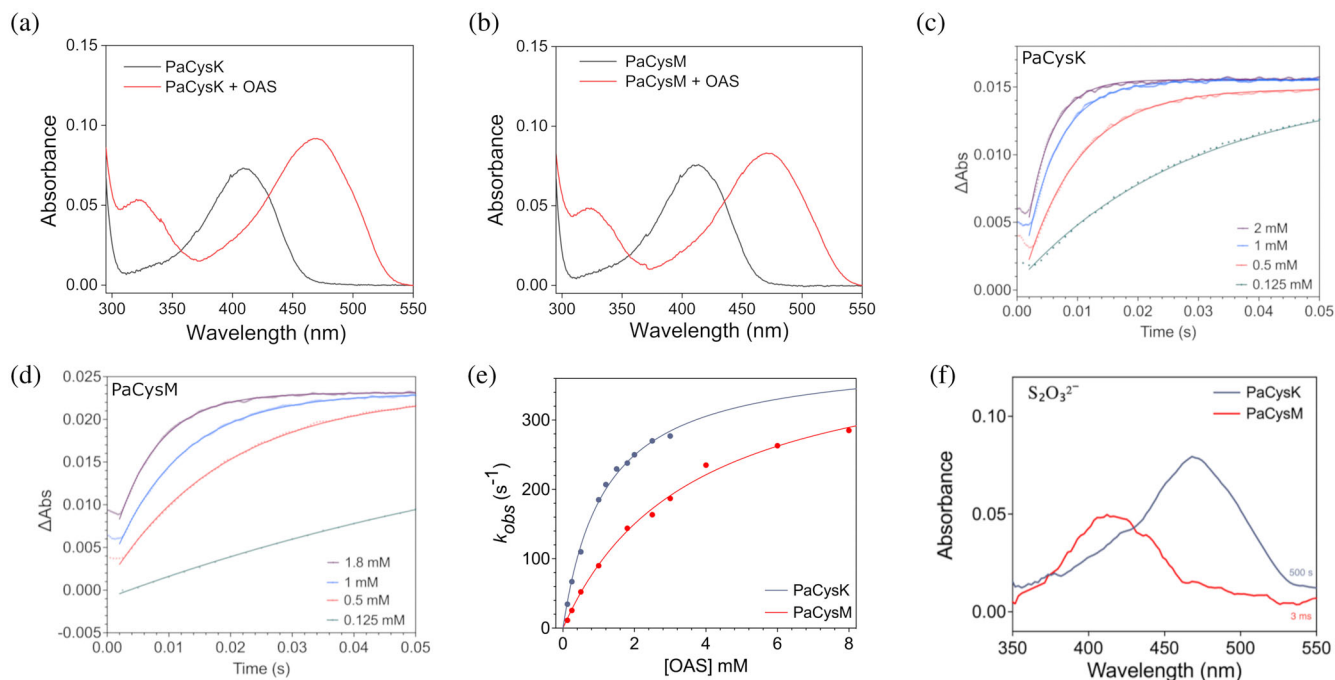 (a)
0.15
0.10
0.05
0.00
Absorbance
PaCysK
PaCysK + OAS
300
350
400
450
500
550
Wavelength (nm)
(b)
0.15
0.10
0.05
0.00
Absorbance
PaCysM
PaCysM + OAS
300
350
400
450
500
550
Wavelength (nm)
(c)
PaCysK
0.015
0.010
0.005
0.000
ΔAbs
2 mM
1 mM
0.5 mM
0.125 mM
0.00
0.01
0.02
0.03
0.04
0.05
Time (s)
(d)
PaCysM
0.025
0.020
0.015
0.010
0.005
0.000
-0.005
ΔAbs
1.8 mM
1 mM
0.5 mM
0.125 mM
0.00
0.01
0.02
0.03
0.04
0.05
Time (s)
(e)
300
200
100
0
kobs (s⁻¹)
PaCysK
PaCysM
0
2
4
6
8
[OAS] mM
(f)
S₂O₃²⁻
PaCysK
PaCysM
0.10
0.05
0.00
Absorbance
500 s
3 ms
350
400
450
500
550
Wavelength (nm)